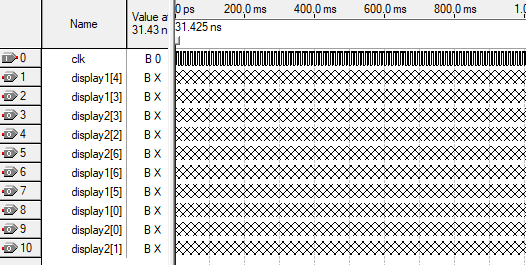 Name Value a 31.43 n
0 ps 200.0 ms 400.0 ms 600.0 ms 800.0 ms 1.0
31.425 ns
0 clk B 0
1 display1[4] B X
2 display1[3] B X
3 display2[3] B X
4 display2[2] B X
5 display2[6] B X
6 display1[6] B X
7 display1[5] B X
8 display1[0] B X
9 display2[0] B X
10 display2[1] B X